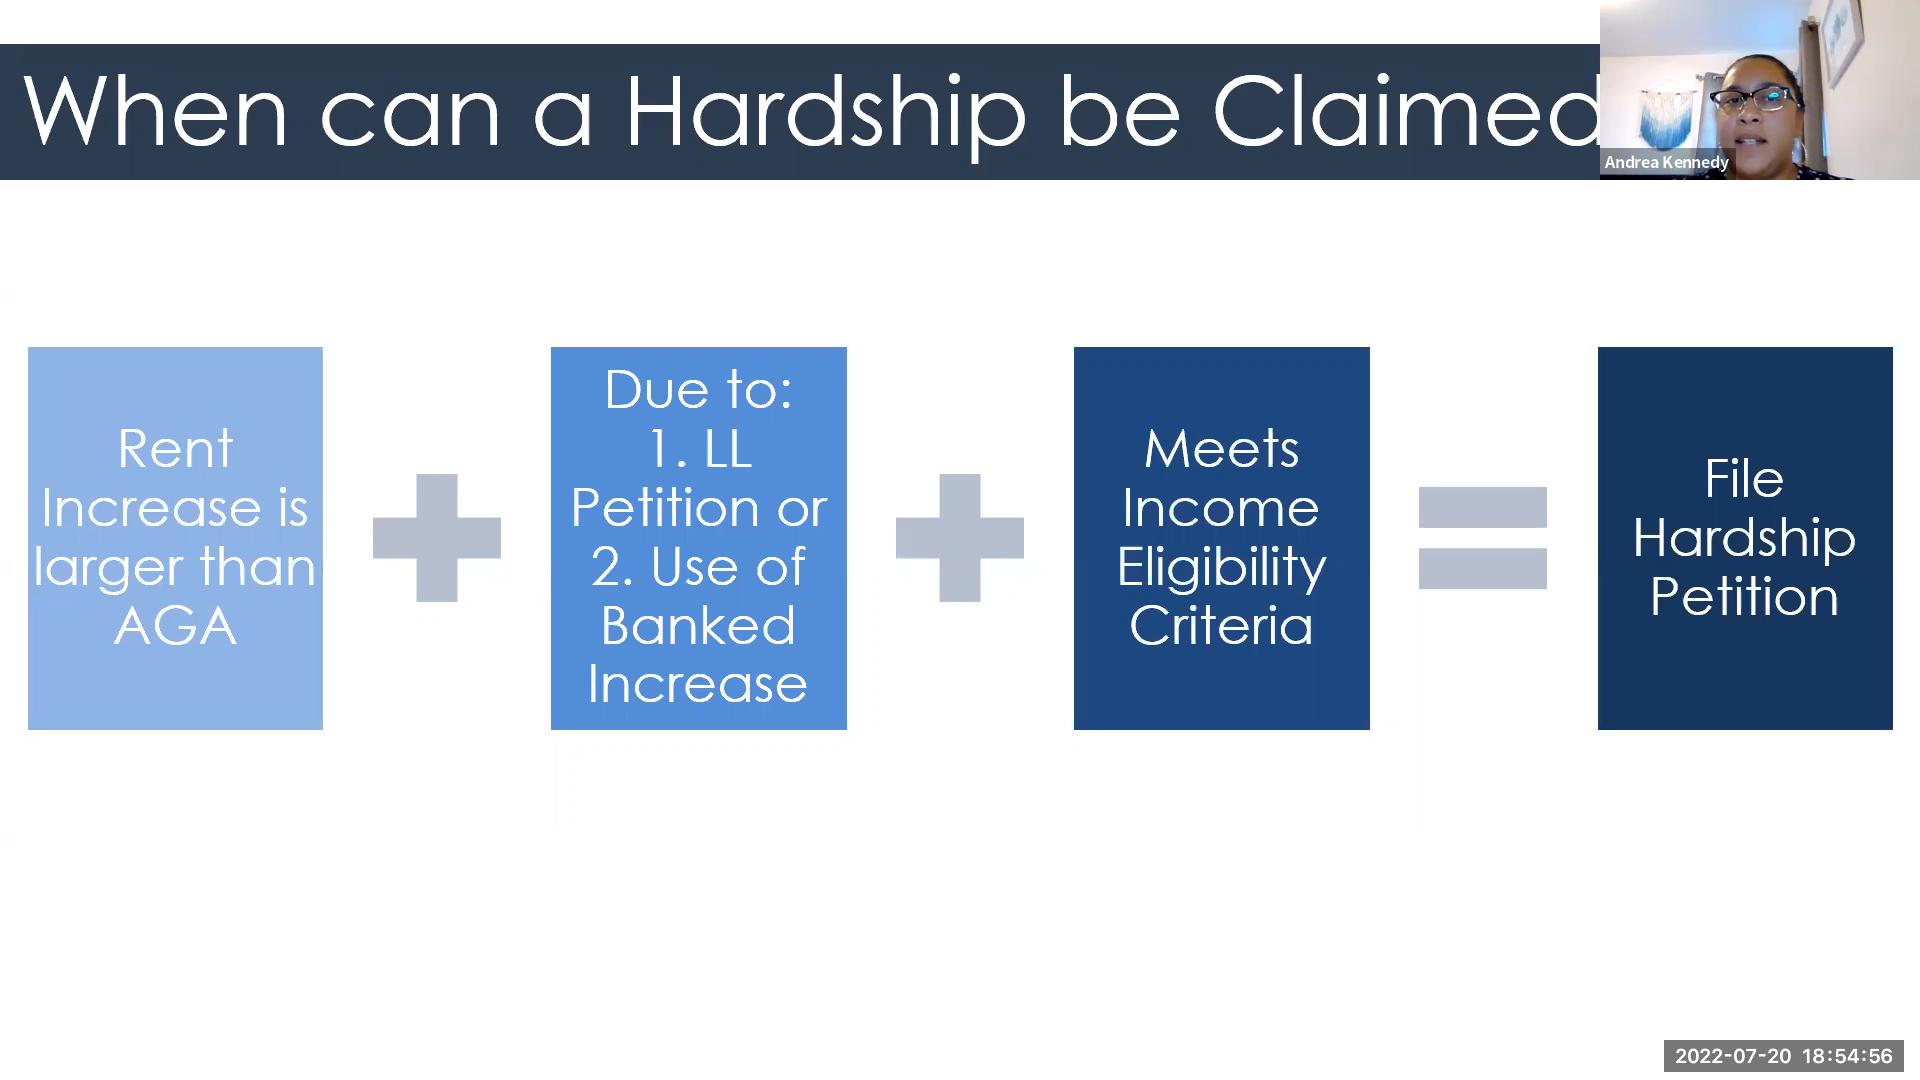 When can a Hardship be Claimed
Andrea Kennedy
Rent
Increase is
larger than
AGA
Due to:
1. LL
Petition or
2. Use of
Banked
Increase
Meets
Income
Eligibility
Criteria
File
Hardship
Petition
2022-07-20 18:54:56